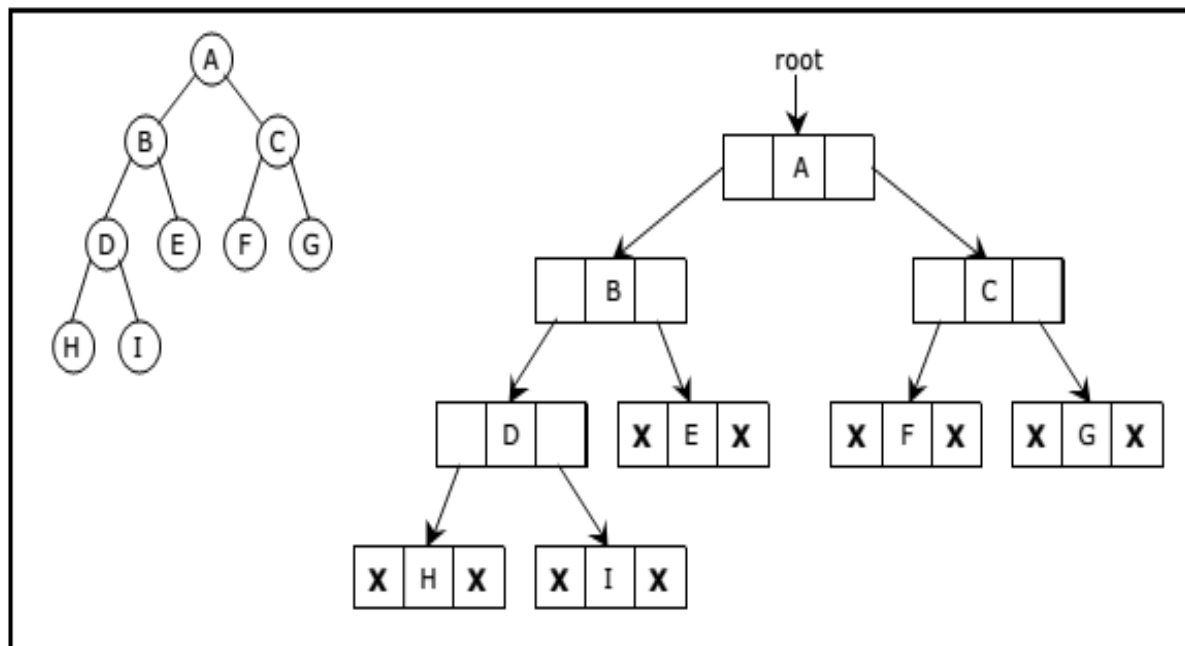 A
B C
D E F G
H I
root
A
B C
D X E X X F X X G X
X H X X I X